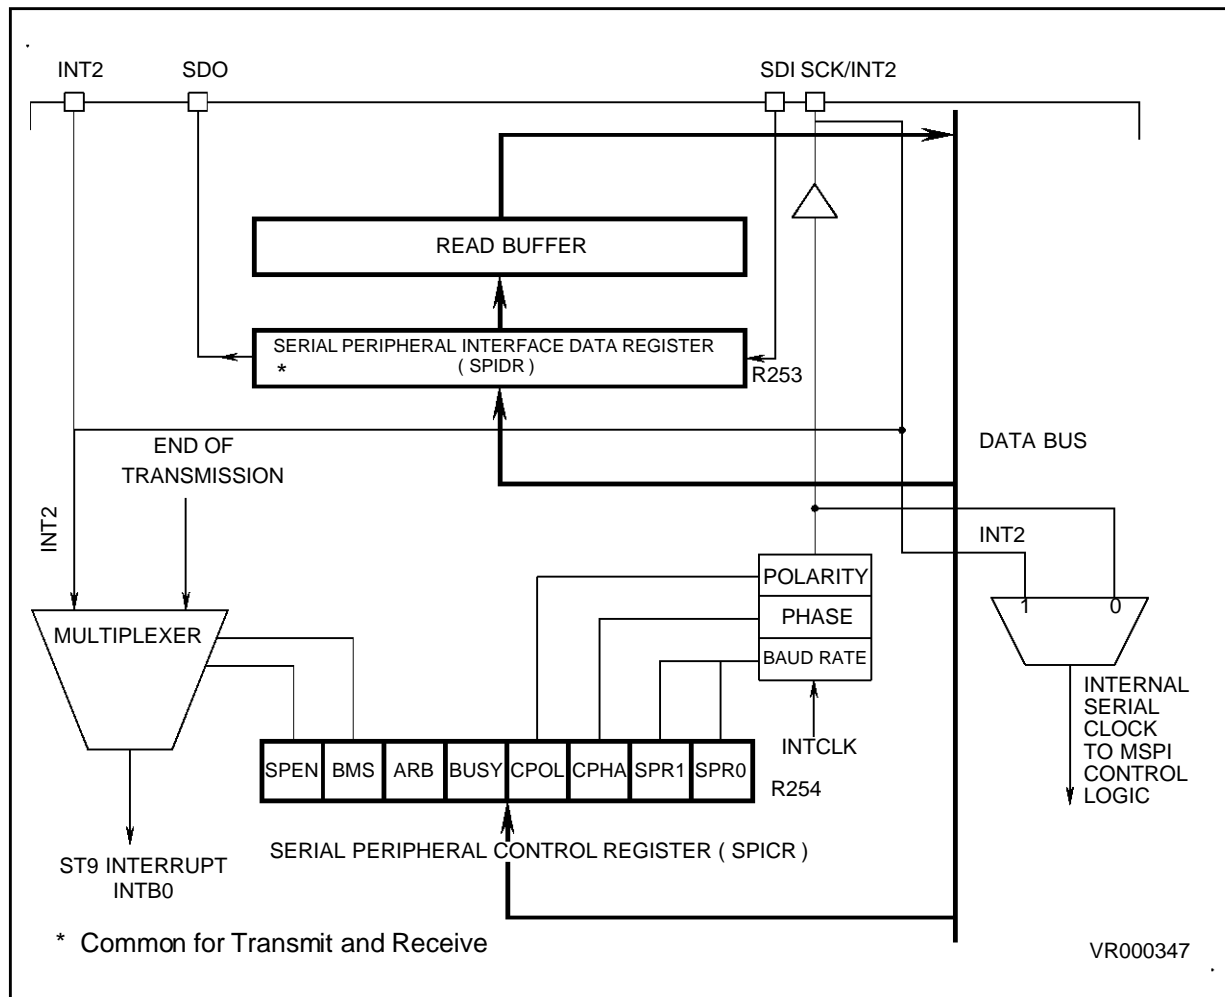 INT2
SDO
SDI SCK/INT2
READ BUFFER
SERIAL PERIPHERAL INTERFACE DATA REGISTER
( SPIDR )
*
R253
END OF
TRANSMISSION
DATA BUS
INT2
INT2
POLARITY
PHASE
BAUD RATE
1 0
MULTIPLEXER
INTCLK
INTERNAL
SERIAL
CLOCK
TO MSPI
CONTROL
LOGIC
SPEN BMS ARB BUSY CPOL CPHA SPR1 SPR0
R254
SERIAL PERIPHERAL CONTROL REGISTER ( SPICR )
ST9 INTERRUPT
INTB0
* Common for Transmit and Receive
VR000347